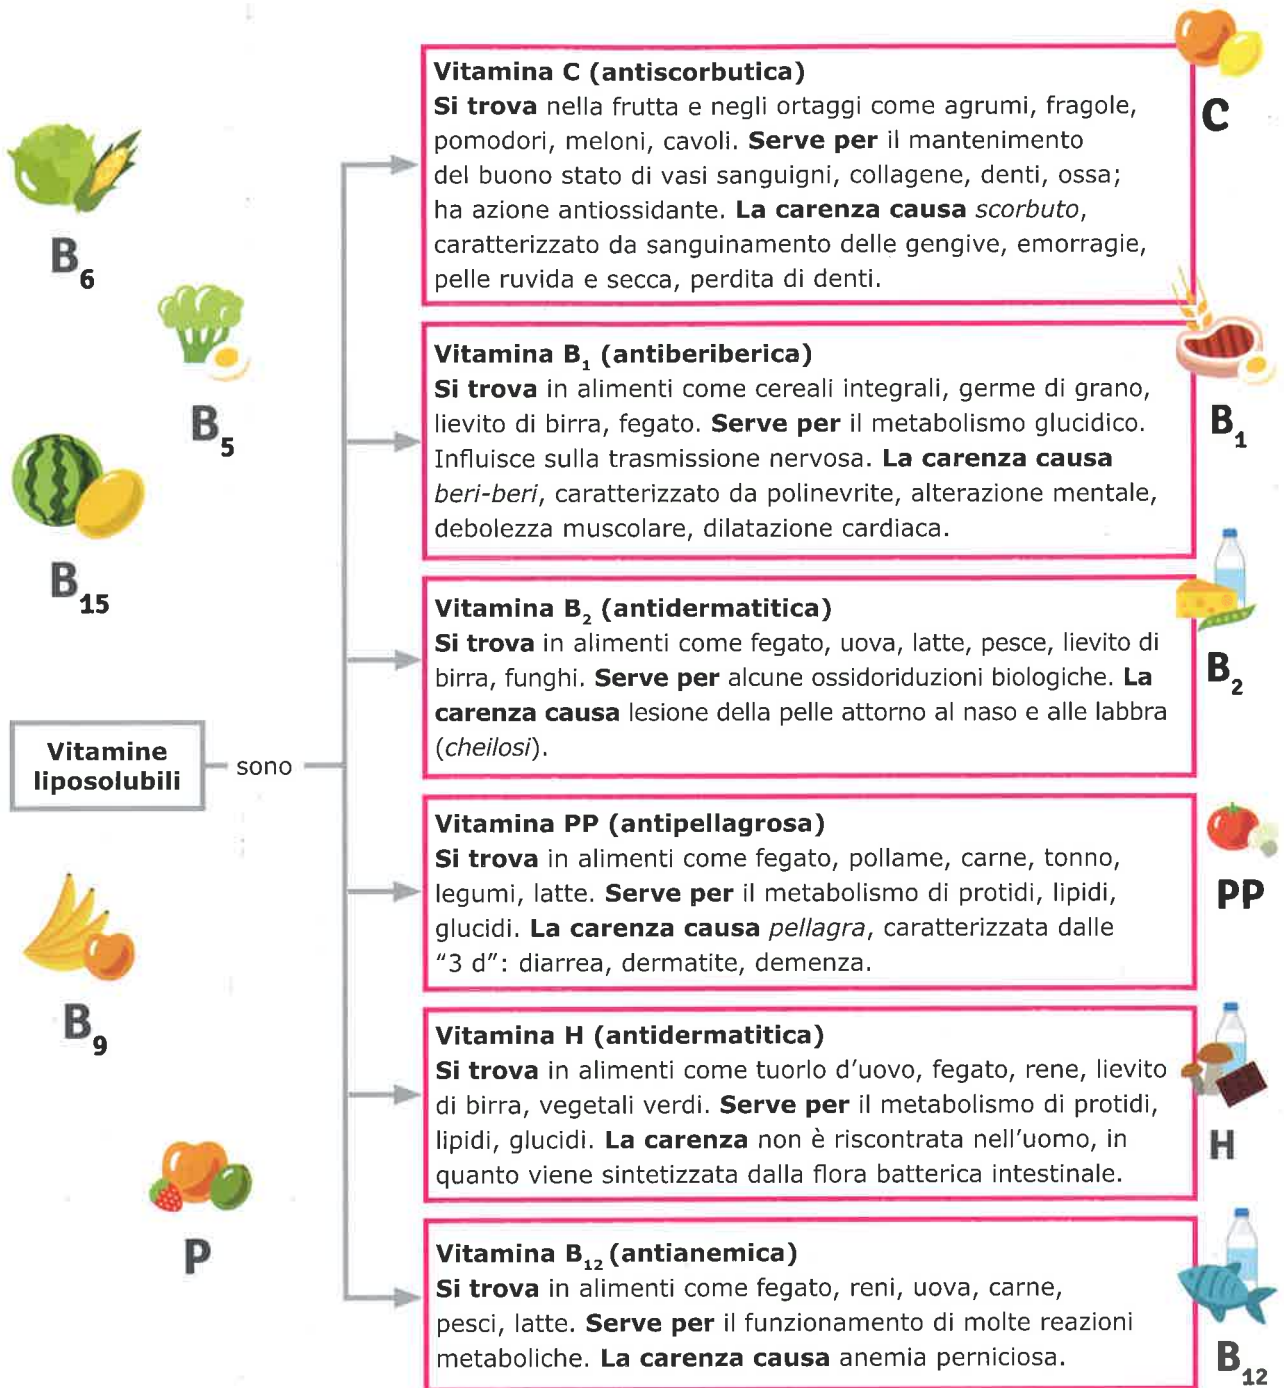 Vitamina C (antiscorbutica)
Si trova nella frutta e negli ortaggi come agrumi, fragole,
pomodori, meloni, cavoli. Serve per il mantenimento
del buono stato di vasi sanguigni, collagene, denti, ossa;
ha azione antiossidante. La carenza causa scorbuto,
caratterizzato da sanguinamento delle gengive, emorragie,
pelle ruvida e secca, perdita di denti.
C
B6
B5
B15
Vitamina B1 (antiberiberica)
Si trova in alimenti come cereali integrali, germe di grano,
lievito di birra, fegato. Serve per il metabolismo glucidico.
Influisce sulla trasmissione nervosa. La carenza causa
beri-beri, caratterizzato da polinevrite, alterazione mentale,
debolezza muscolare, dilatazione cardiaca.
B1
Vitamina B2 (antidermatitica)
Si trova in alimenti come fegato, uova, latte, pesce, lievito di
birra, funghi. Serve per alcune ossidoriduzioni biologiche. La
carenza causa lesione della pelle attorno al naso e alle labbra
(cheilosi).
B2
Vitamine
liposolubili
sono
Vitamina PP (antipellagrosa)
Si trova in alimenti come fegato, pollame, carne, tonno,
legumi, latte. Serve per il metabolismo di protidi, lipidi,
glucidi. La carenza causa pellagra, caratterizzata dalle
“3 d”: diarrea, dermatite, demenza.
PP
B9
P
Vitamina H (antidermatitica)
Si trova in alimenti come tuorlo d'uovo, fegato, rene, lievito
di birra, vegetali verdi. Serve per il metabolismo di protidi,
lipidi, glucidi. La carenza non è riscontrata nell'uomo, in
quanto viene sintetizzata dalla flora batterica intestinale.
H
Vitamina B12 (antianemica)
Si trova in alimenti come fegato, reni, uova, carne,
pesci, latte. Serve per il funzionamento di molte reazioni
metaboliche. La carenza causa anemia perniciosa.
B12